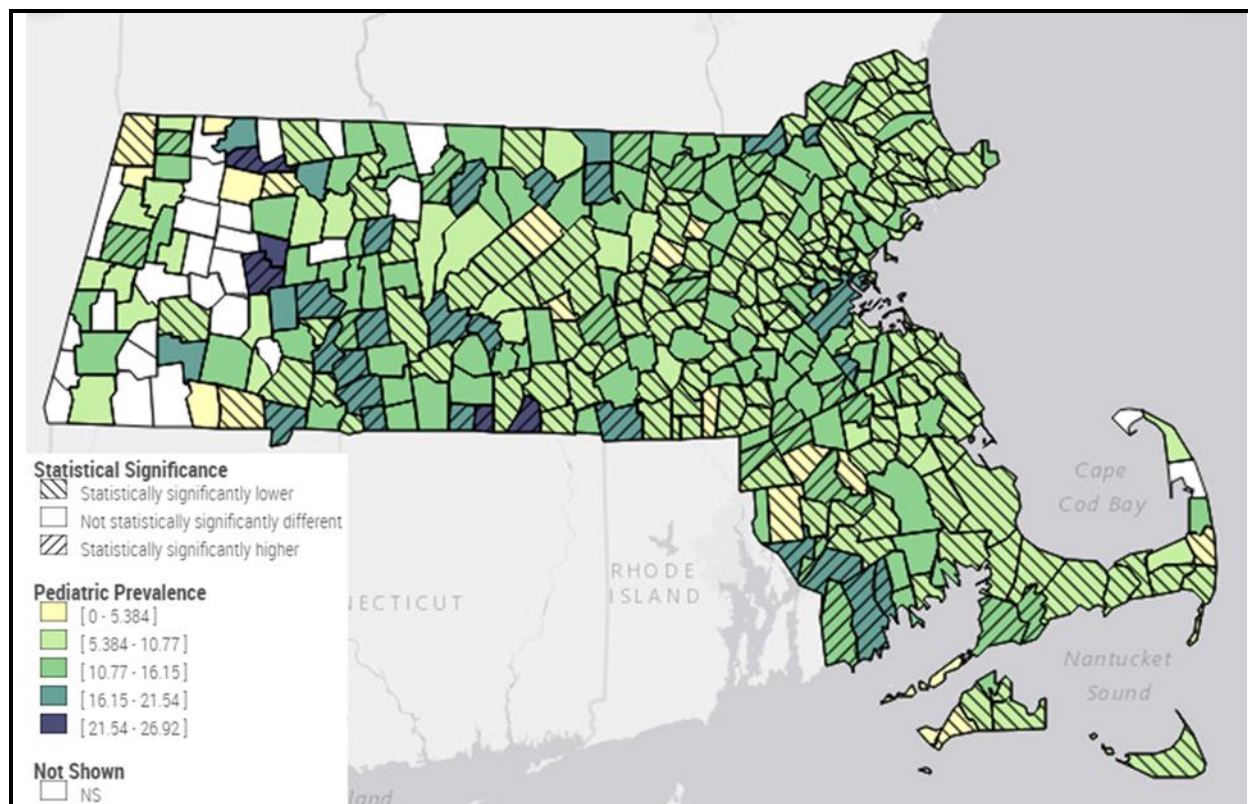 Statistical Significance
Statistically significantly lower
Not statistically significantly different
Statistically significantly higher
Pediatric Prevalence
[ 0 - 5.384 ]
[ 5.384 - 10.77 ]
[ 10.77 - 16.15 ]
[ 16.15 - 21.54 ]
[ 21.54 - 26.92 ]
Not Shown
NS
NECTICUT
RHODE
ISLAND
Cape
Cod Bay
Nantucket
Sound
land